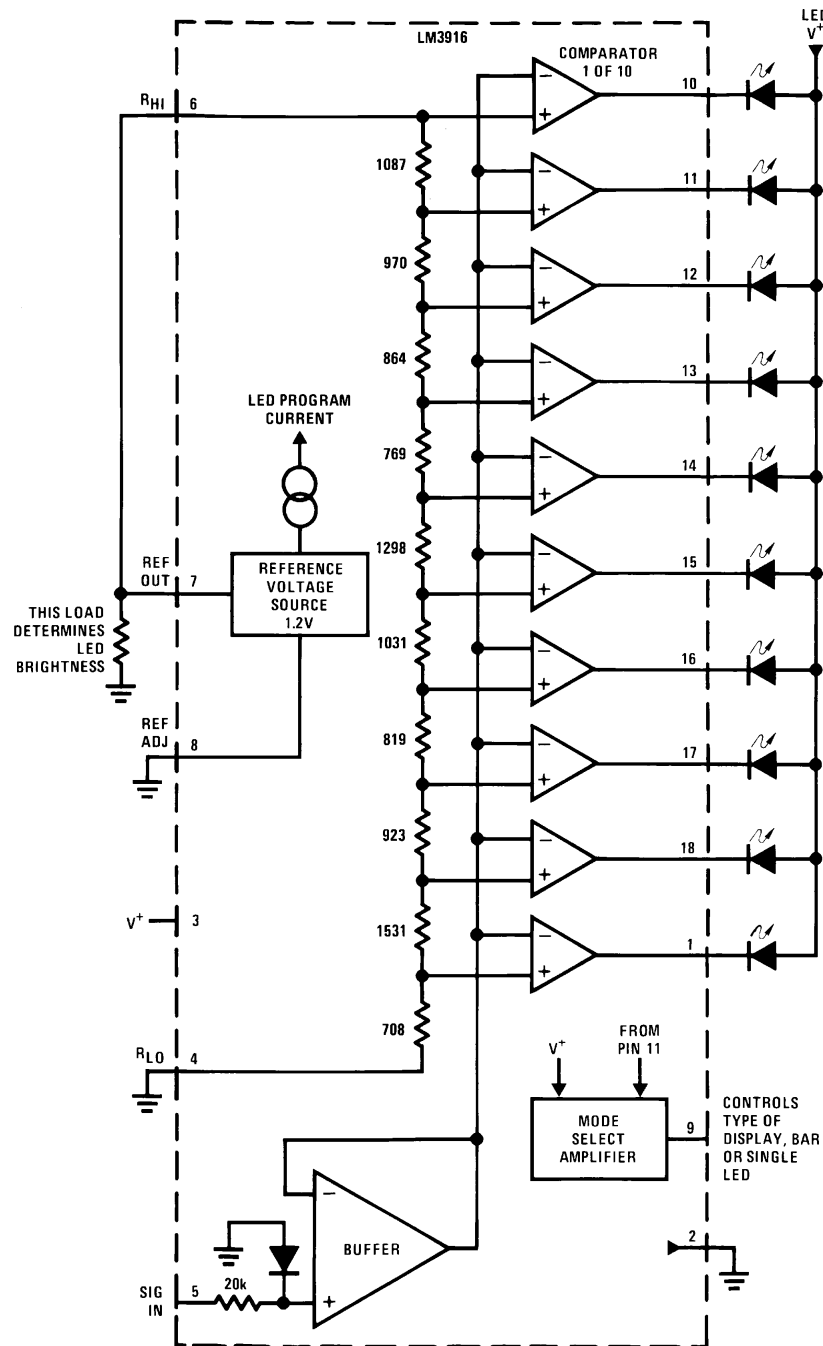 LED
V+
LM3916
COMPARATOR
1 OF 10
RHI
6
10
−
+
1087
11
−
+
970
12
−
+
864
13
−
+
LED PROGRAM
CURRENT
769
14
−
+
1298
15
−
+
REF
OUT
7
REFERENCE
VOLTAGE
SOURCE
1.2V
THIS LOAD
DETERMINES
LED
BRIGHTNESS
1031
16
−
+
REF
ADJ
8
819
17
−
+
923
18
−
+
V+
3
1531
1
−
+
708
RLO
4
V+
FROM
PIN 11
MODE
SELECT
AMPLIFIER
9
CONTROLS
TYPE OF
DISPLAY, BAR
OR SINGLE
LED
−
BUFFER
+
2
SIG
IN
5
20k